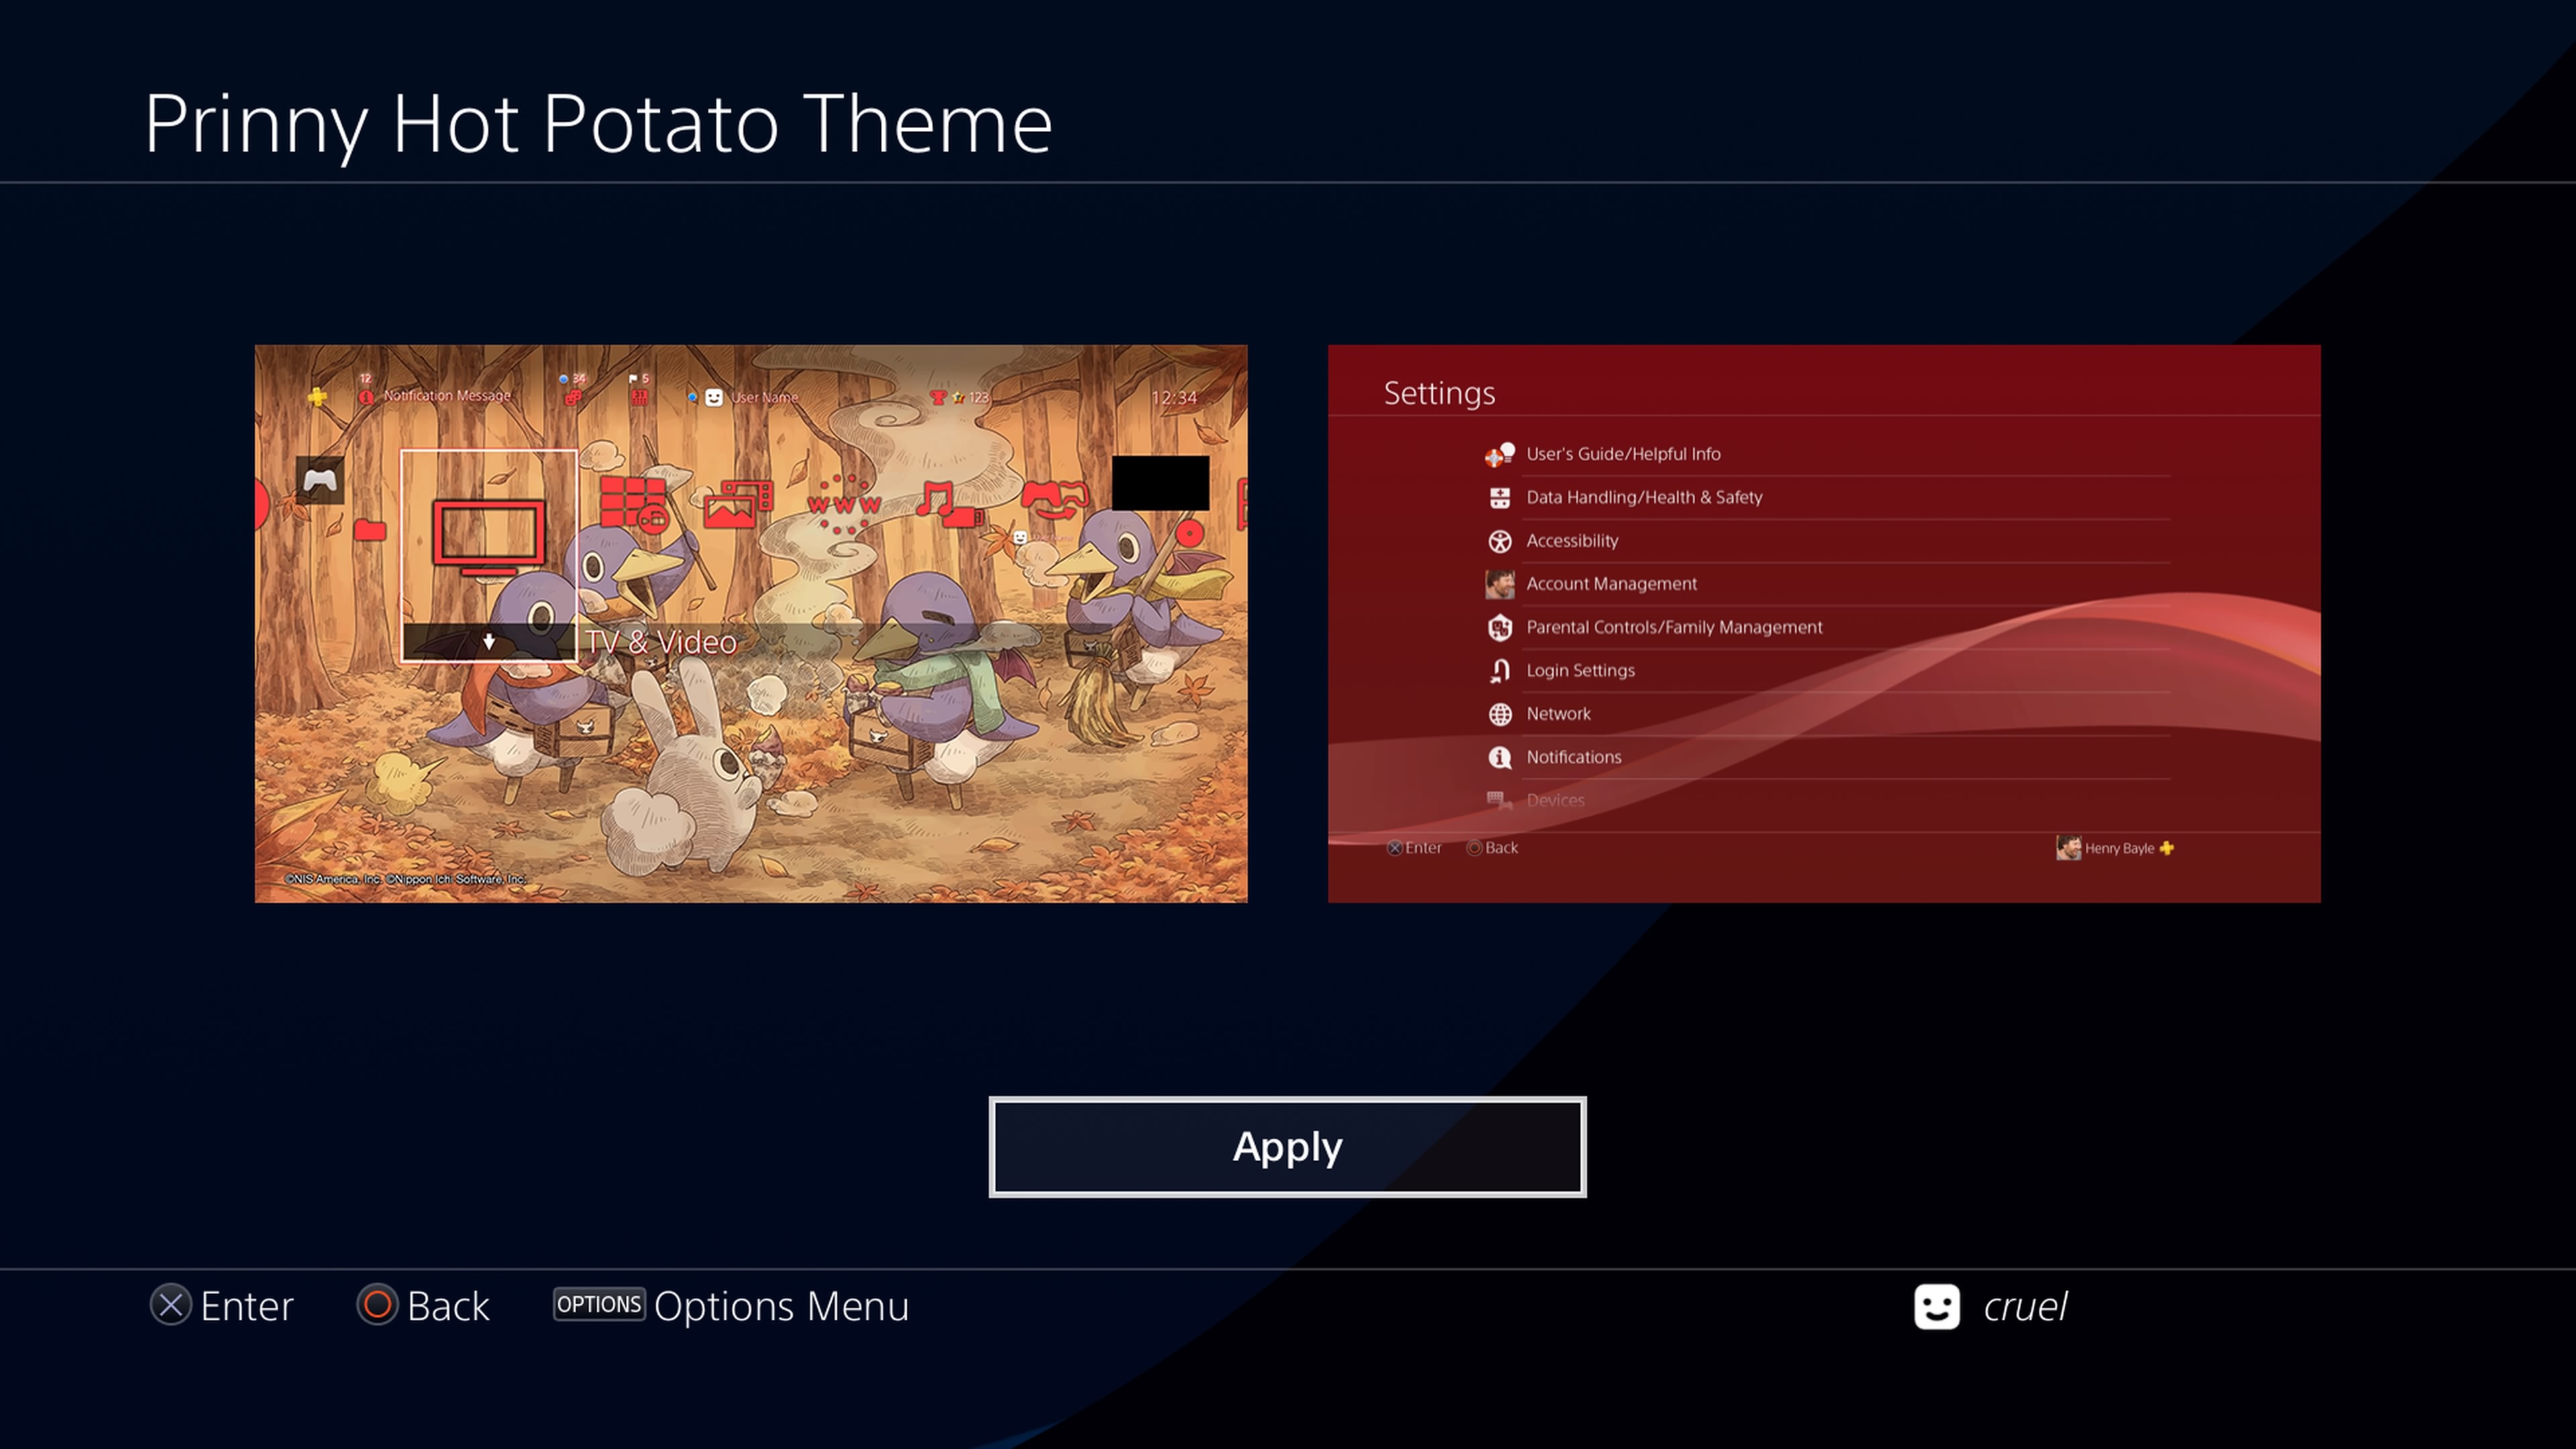 Prinny Hot Potato Theme
12
34
5
Notification Message
User Name
123
12:34
www
TV & Video
©NIS America, Inc. ©Nippon Ichi Software, Inc.
Settings
User's Guide/Helpful Info
Data Handling/Health & Safety
Accessibility
Account Management
Parental Controls/Family Management
Login Settings
Network
Notifications
Devices
Enter Back
Henry Bayle
Apply
Enter Back OPTIONS Options Menu
cruel